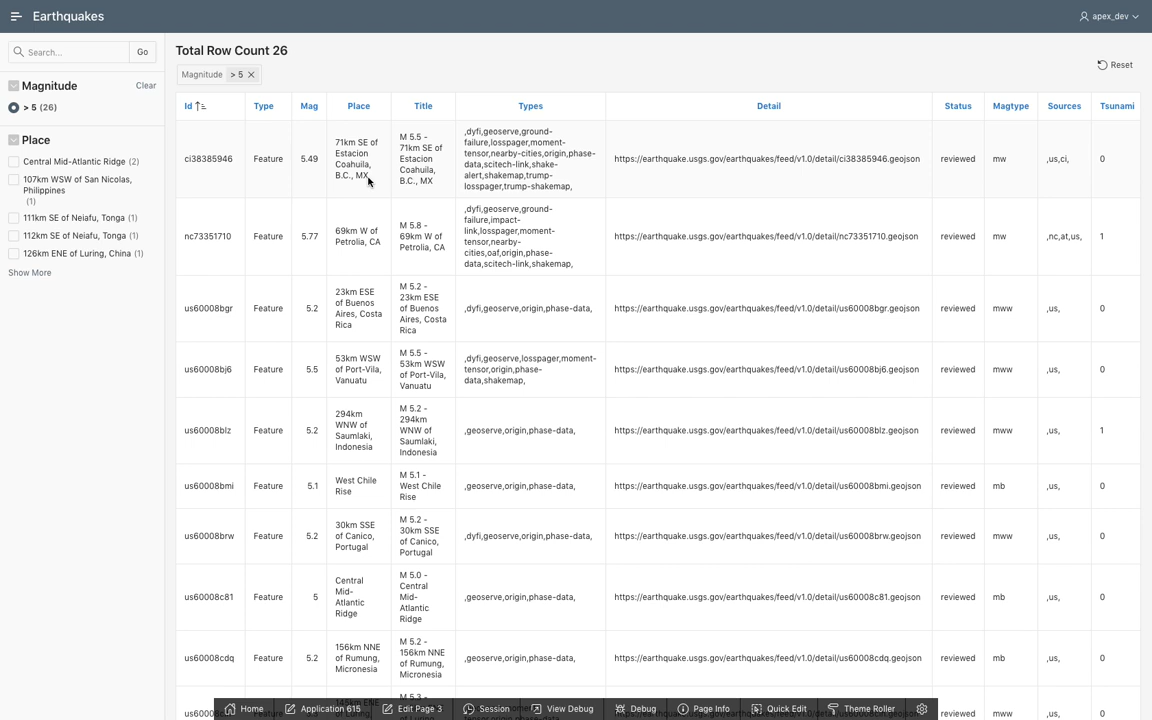 Earthquakes
apex_dev
Search...
Go
Magnitude
Clear
> 5 (26)
Place
Central Mid-Atlantic Ridge (2)
107km WSW of San Nicolas,
Philippines
(1)
111km SE of Neiafu, Tonga (1)
112km SE of Neiafu, Tonga (1)
126km ENE of Luring, China (1)
Show More
Total Row Count 26
Magnitude > 5
Reset
Id Type Mag Place Title Types Detail Status Magtype Sources Tsunami
ci38385946
Feature
5.49
71km SE of
Estacion
Coahuila,
B.C., MX
M 5.5 -
71km SE of
Estacion
Coahuila,
B.C., MX
,dyfi,geoserve,ground-
failure,losspager,moment-
tensor,nearby-cities,origin,phase-
data,scitech-link,shake-
alert,shakemap,trump-
losspager,trump-shakemap,
https://earthquake.usgs.gov/earthquakes/feed/v1.0/detail/ci38385946.geojson
reviewed
mw
,us,ci,
0
nc73351710
Feature
5.77
69km W of
Petrolia, CA
M 5.8 -
69km W of
Petrolia, CA
,dyfi,geoserve,ground-
failure,impact-
link,losspager,moment-
tensor,nearby-
cities,oaf,origin,phase-
data,scitech-link,shakemap,
https://earthquake.usgs.gov/earthquakes/feed/v1.0/detail/nc73351710.geojson
reviewed
mw
,nc,at,us,
1
us60008bgr
Feature
5.2
23km ESE
of Buenos
Aires, Costa
Rica
M 5.2 -
23km ESE
of Buenos
Aires, Costa
Rica
,dyfi,geoserve,origin,phase-data,
https://earthquake.usgs.gov/earthquakes/feed/v1.0/detail/us60008bgr.geojson
reviewed
mww
,us,
0
us60008bj6
Feature
5.5
53km WSW
of Port-Vila,
Vanuatu
M 5.5 -
53km WSW
of Port-Vila,
Vanuatu
,dyfi,geoserve,losspager,moment-
tensor,origin,phase-
data,shakemap,
https://earthquake.usgs.gov/earthquakes/feed/v1.0/detail/us60008bj6.geojson
reviewed
mww
,us,
0
us60008blz
Feature
5.2
294km
WNW of
Saumlaki,
Indonesia
M 5.2 -
294km
WNW of
Saumlaki,
Indonesia
,geoserve,origin,phase-data,
https://earthquake.usgs.gov/earthquakes/feed/v1.0/detail/us60008blz.geojson
reviewed
mww
,us,
1
us60008bmi
Feature
5.1
West Chile
Rise
M 5.1 -
West Chile
Rise
,geoserve,origin,phase-data,
https://earthquake.usgs.gov/earthquakes/feed/v1.0/detail/us60008bmi.geojson
reviewed
mb
,us,
0
us60008brw
Feature
5.2
30km SSE
of Canico,
Portugal
M 5.2 -
30km SSE
of Canico,
Portugal
,dyfi,geoserve,origin,phase-data,
https://earthquake.usgs.gov/earthquakes/feed/v1.0/detail/us60008brw.geojson
reviewed
mww
,us,
0
us60008c81
Feature
5
Central
Mid-
Atlantic
Ridge
M 5.0 -
Central
Mid-
Atlantic
Ridge
,geoserve,origin,phase-data,
https://earthquake.usgs.gov/earthquakes/feed/v1.0/detail/us60008c81.geojson
reviewed
mb
,us,
0
us60008cdq
Feature
5.2
156km NNE
of Rumung,
Micronesia
M 5.2 -
156km NNE
of Rumung,
Micronesia
,geoserve,origin,phase-data,
https://earthquake.usgs.gov/earthquakes/feed/v1.0/detail/us60008cdq.geojson
reviewed
mb
,us,
0
M 5.3 -
Home
Application 615
Edit Page 3
Session
View Debug
Debug
Page Info
Quick Edit
Theme Roller